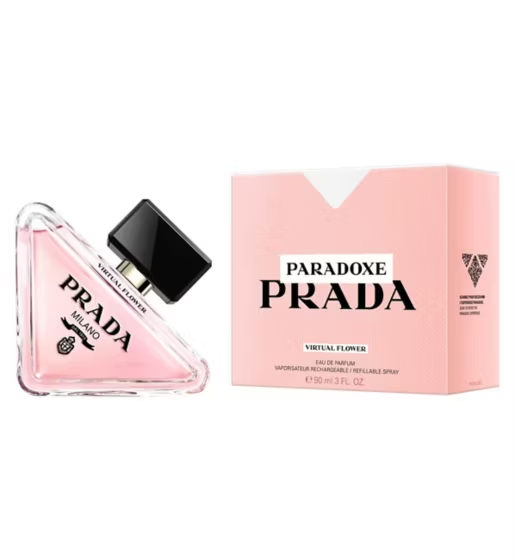 VIRTUAL FLOWER
PRADA
MILANO
PARADOXE
PRADA
VIRTUAL FLOWER
EAU DE PARFUM
VAPORISATEUR RECHARGEABLE / REFILLABLE SPRAY
℮ 90 ml 3 FL. OZ.